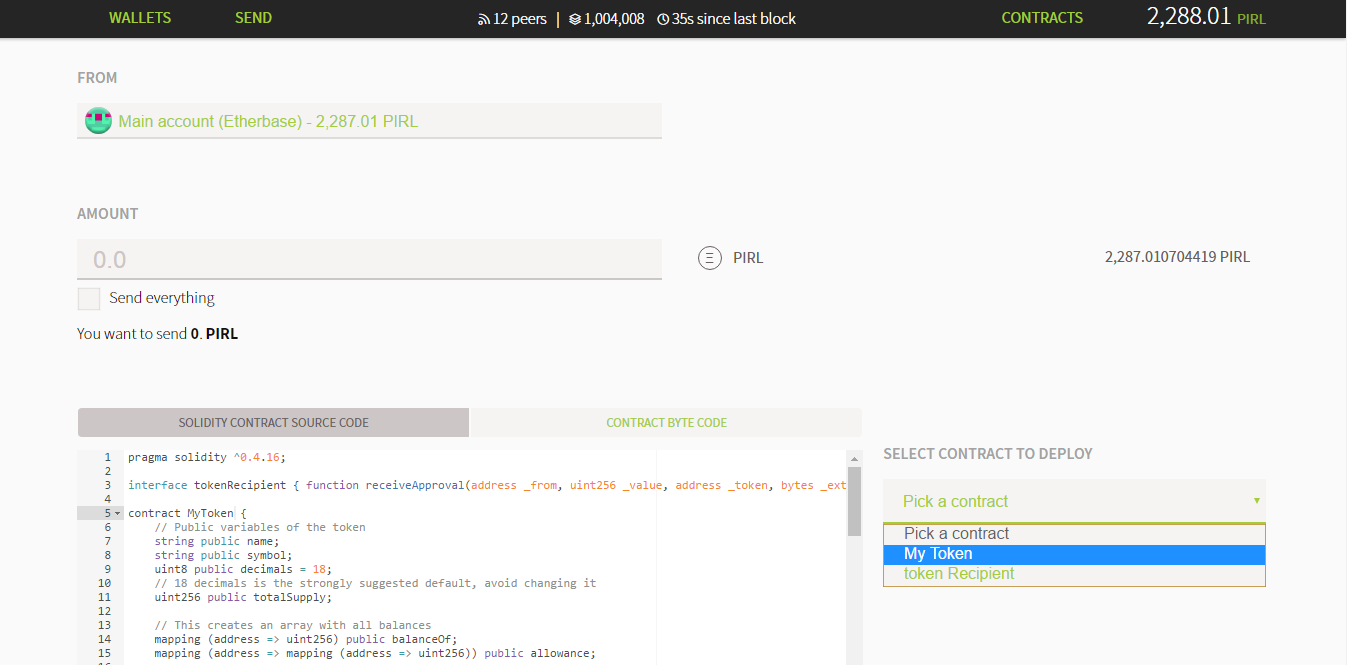 WALLETS SEND 12 peers | 1,004,008 35s since last block CONTRACTS 2,288.01 PIRL
FROM
Main account (Etherbase) - 2,287.01 PIRL
AMOUNT
0.0 PIRL 2,287.010704419 PIRL
Send everything
You want to send 0. PIRL
SOLIDITY CONTRACT SOURCE CODE CONTRACT BYTE CODE
1 pragma solidity ^0.4.16;
2
3 interface tokenRecipient { function receiveApproval(address _from, uint256 _value, address _token, bytes _ext
4
5 contract MyToken {
6 // Public variables of the token
7 string public name;
8 string public symbol;
9 uint8 public decimals = 18;
10 // 18 decimals is the strongly suggested default, avoid changing it
11 uint256 public totalSupply;
12
13 // This creates an array with all balances
14 mapping (address => uint256) public balanceOf;
15 mapping (address => mapping (address => uint256)) public allowance;
SELECT CONTRACT TO DEPLOY
Pick a contract
Pick a contract
My Token
token Recipient